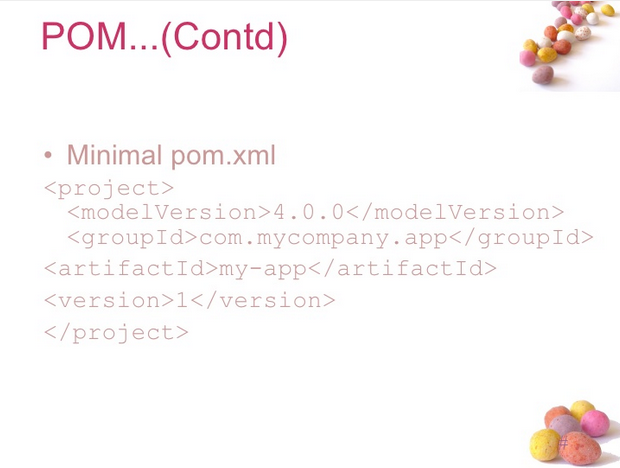 POM...(Contd)
• Minimal pom.xml
<project>
<modelVersion>4.0.0</modelVersion>
<groupId>com.mycompany.app</groupId>
<artifactId>my-app</artifactId>
<version>1</version>
</project>
#